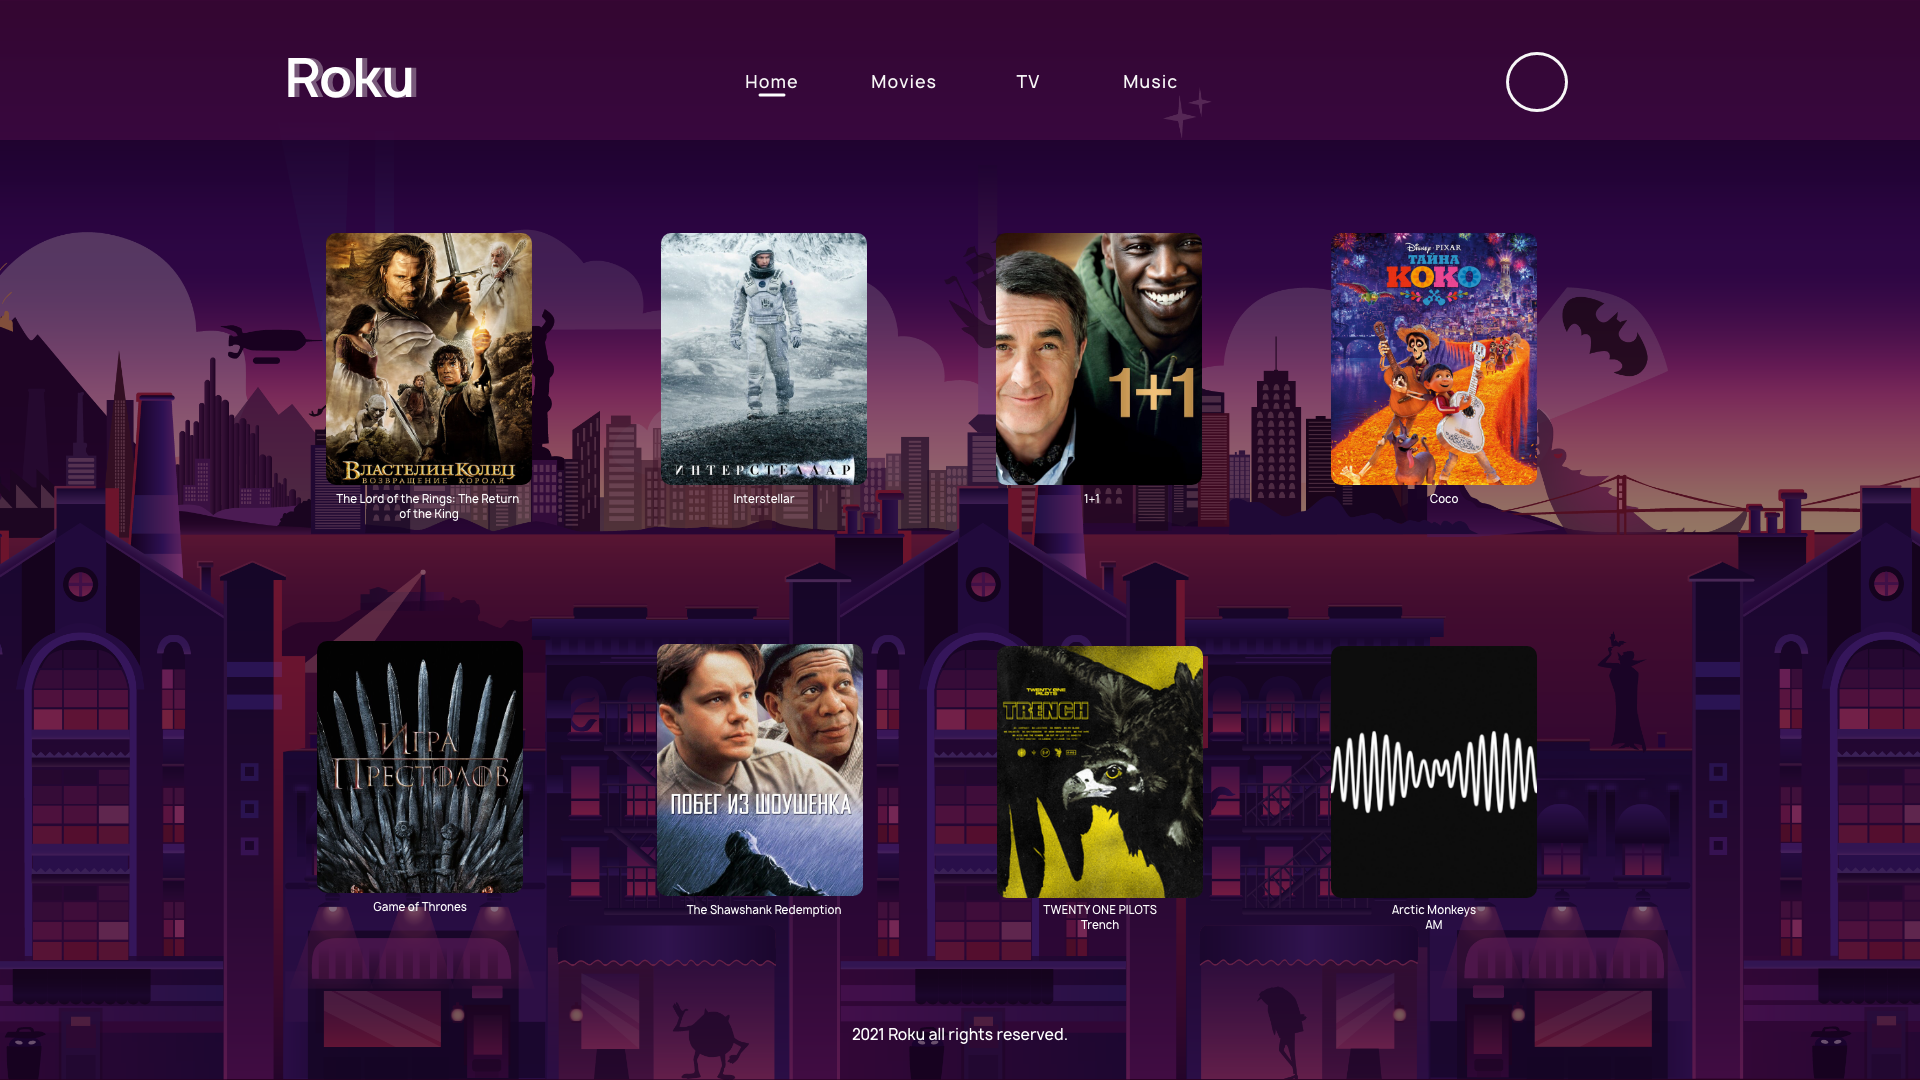 Roku
Home
Movies
TV
Music
ВЛАСТЕЛИН КОЛЕЦ
ВОЗВРАЩЕНИЕ КОРОЛЯ
ИНТЕРСТЕЛЛАР
1+1
Disney · PIXAR
ТАЙНА
КОКО
The Lord of the Rings: The Return
of the King
Interstellar
1+1
Coco
ИГРА
ПРЕСТОЛОВ
ПОБЕГ ИЗ ШОУШЕНКА
TWENTY ONE
PILOTS
TRENCH
Game of Thrones
The Shawshank Redemption
TWENTY ONE PILOTS
Trench
Arctic Monkeys
AM
2021 Roku all rights reserved.